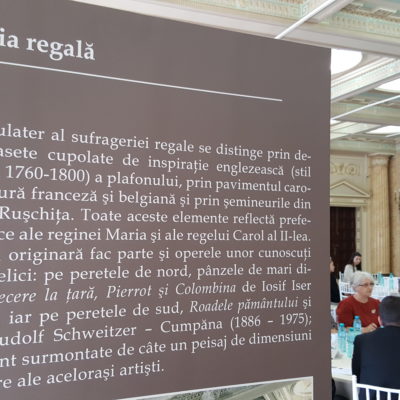 ia regală
ulater al sufrageriei regale se distinge prin de-
asete cupolate de inspirație englezească (stil
1760-1800) a plafonului, prin pavimentul caro-
ură franceză și belgiană și prin șemineurile din
Rușchița. Toate aceste elemente reflectă prefe-
ce ale reginei Maria și ale regelui Carol al II-lea.
originară fac parte și operele unor cunoscuți
elici: pe peretele de nord, pânzele de mari di-
ecere la țară, Pierrot și Colombina de Iosif Iser
iar pe peretele de sud, Roadele pământului și
udolf Schweitzer – Cumpăna (1886 – 1975);
nt surmontate de câte un peisaj de dimensiuni
re ale acelorași artiști.